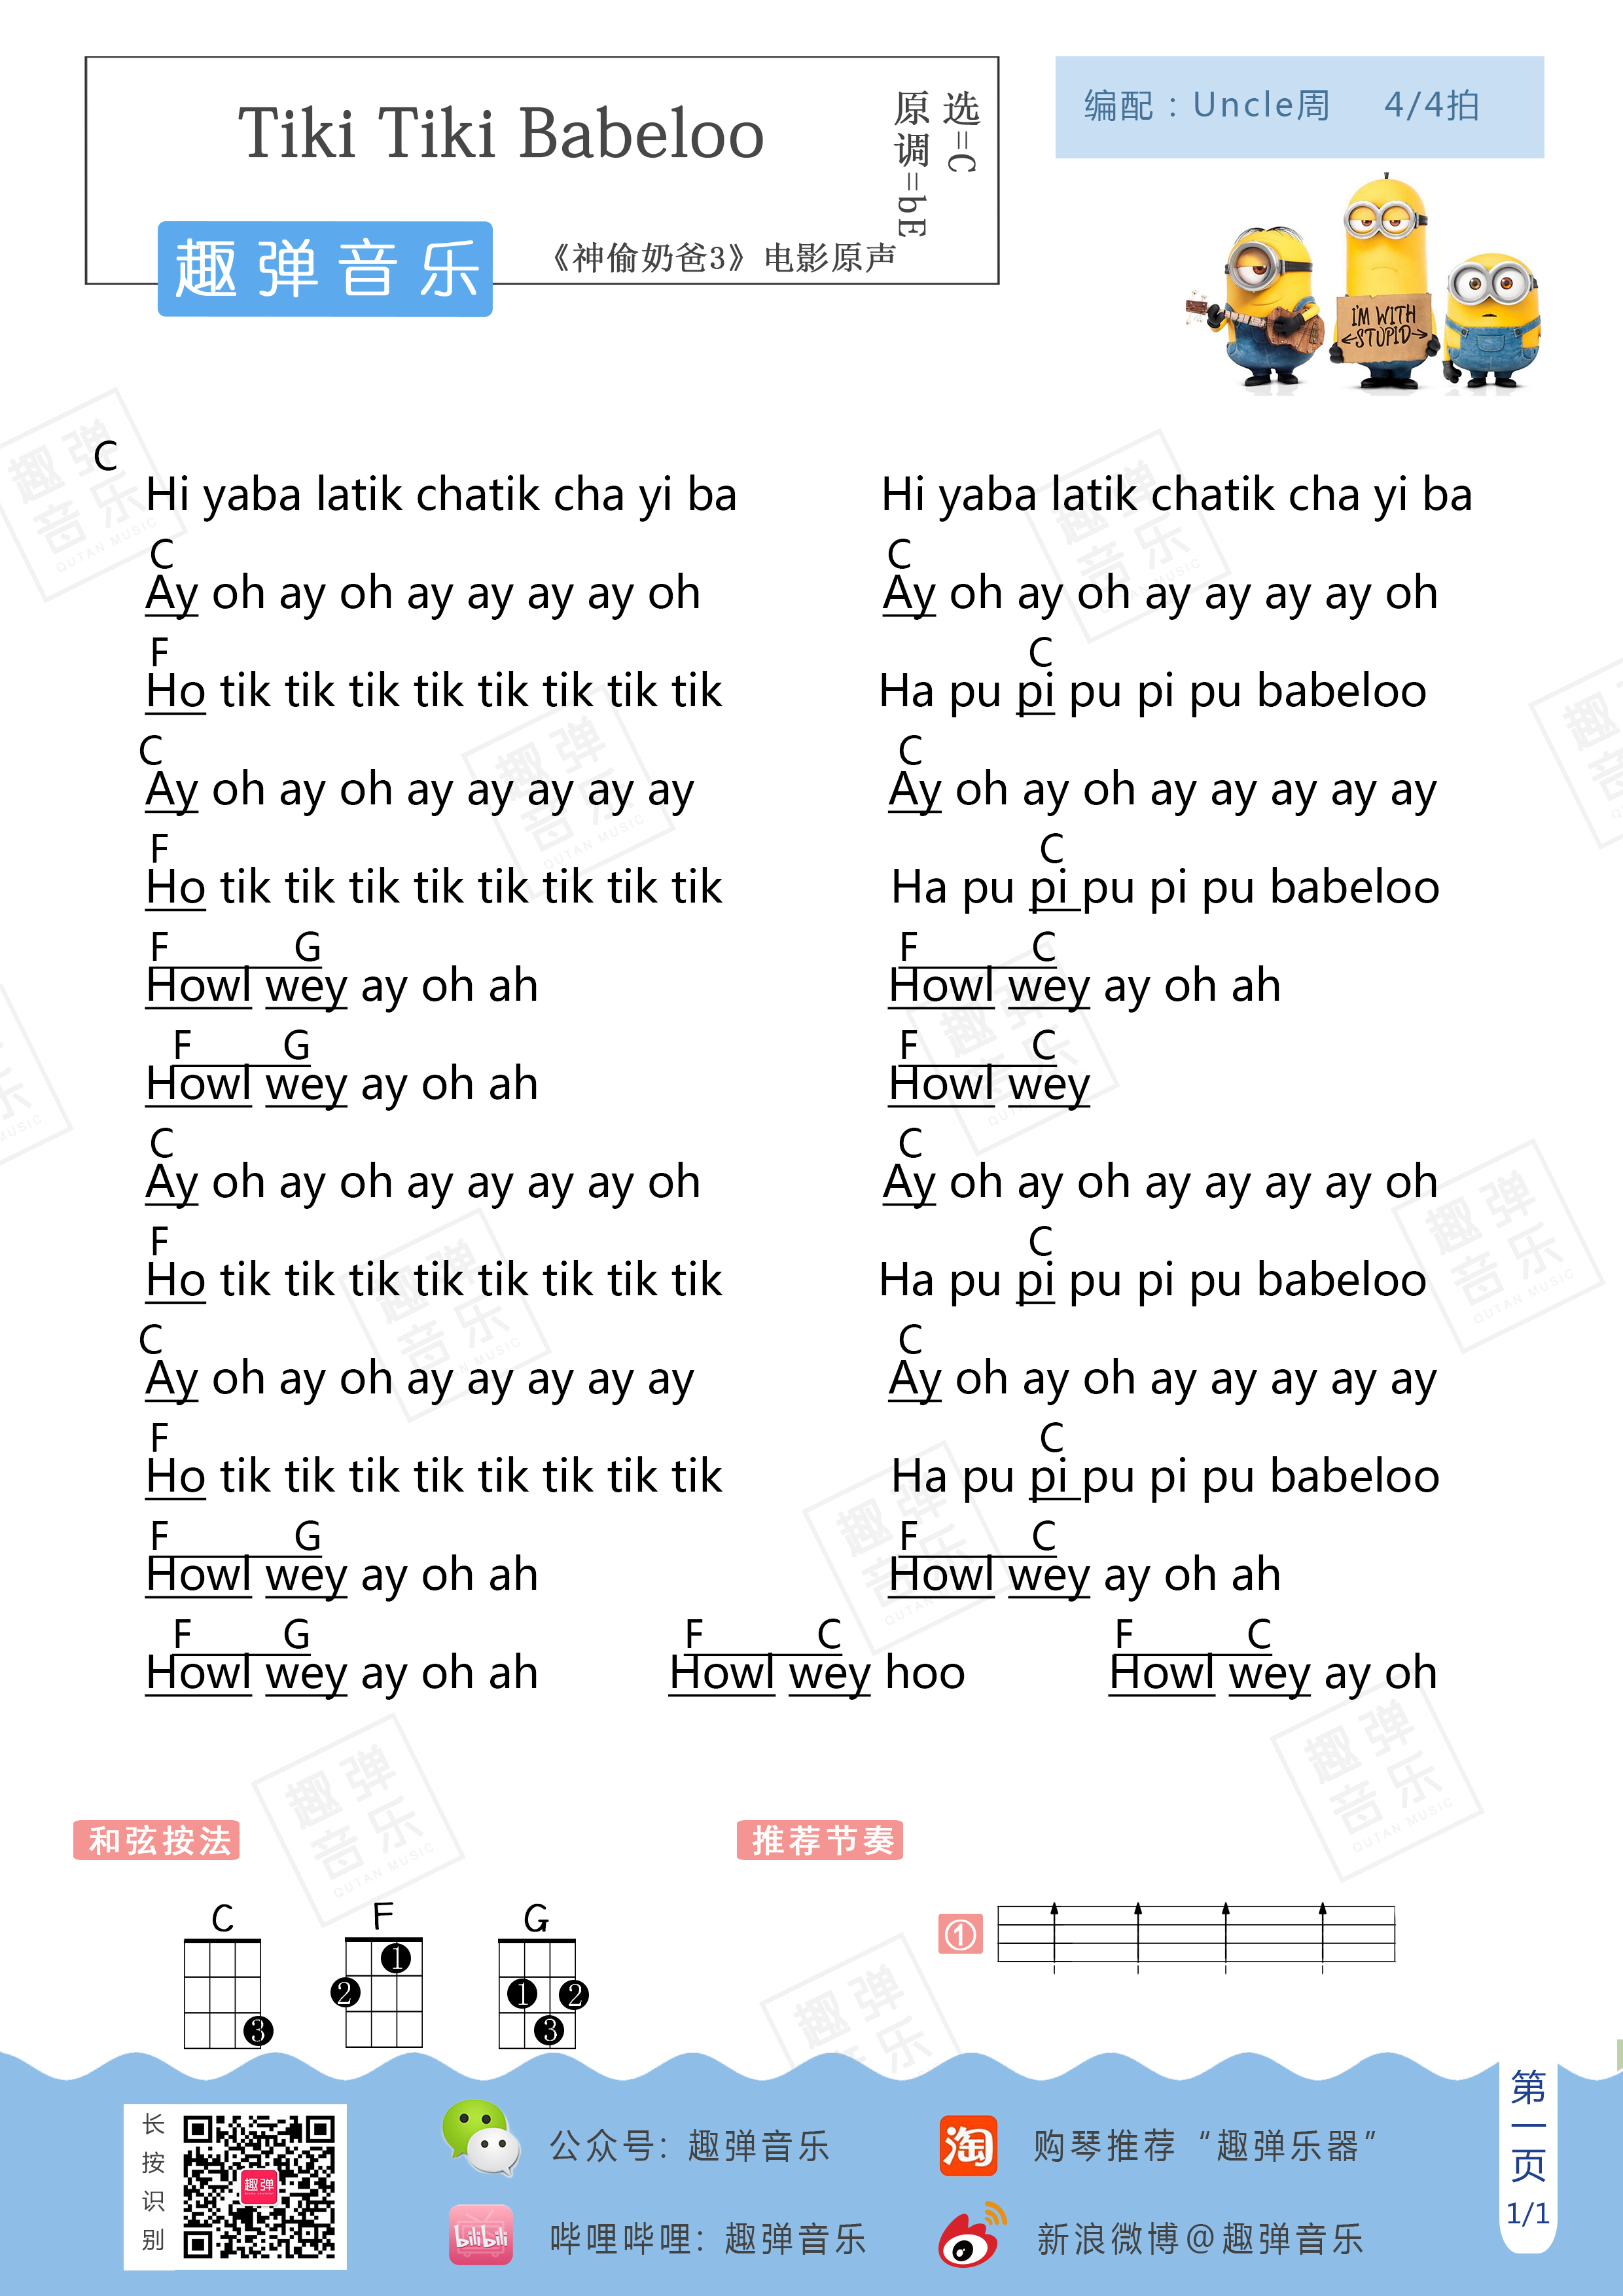 Tiki Tiki Babeloo
原调=bE
选=C
趣弹音乐
《神偷奶爸3》电影原声
编配：Uncle周 4/4拍
I'M WITH
STUPID
C
Hi yaba latik chatik cha yi ba Hi yaba latik chatik cha yi ba
C C
Ay oh ay oh ay ay ay ay oh Ay oh ay oh ay ay ay ay oh
F C
Ho tik tik tik tik tik tik tik tik Ha pu pi pu pi pu babeloo
C C
Ay oh ay oh ay ay ay ay ay Ay oh ay oh ay ay ay ay ay
F C
Ho tik tik tik tik tik tik tik tik Ha pu pi pu pi pu babeloo
F G F C
Howl wey ay oh ah Howl wey ay oh ah
F G F C
Howl wey ay oh ah Howl wey
C C
Ay oh ay oh ay ay ay ay oh Ay oh ay oh ay ay ay ay oh
F C
Ho tik tik tik tik tik tik tik tik Ha pu pi pu pi pu babeloo
C C
Ay oh ay oh ay ay ay ay ay Ay oh ay oh ay ay ay ay ay
F C
Ho tik tik tik tik tik tik tik tik Ha pu pi pu pi pu babeloo
F G F C
Howl wey ay oh ah Howl wey ay oh ah
F G F C F C
Howl wey ay oh ah Howl wey hoo Howl wey ay oh
和弦按法 推荐节奏
C F G
1
2
3
1 2
3
①
长按识别
趣弹
公众号：趣弹音乐
淘 购琴推荐“趣弹乐器”
bilibili 哔哩哔哩：趣弹音乐
新浪微博@趣弹音乐
第一页
1/1
趣弹音乐
QUTAN MUSIC